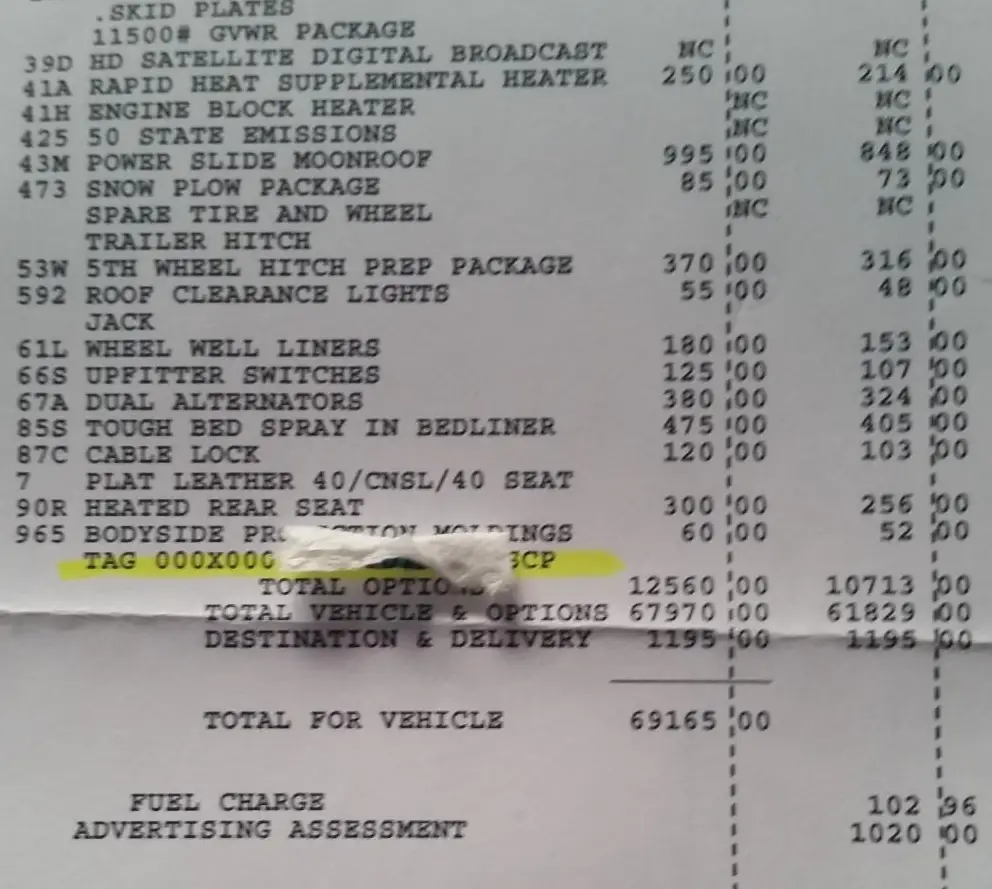 .SKID PLATES
11500# GVWR PACKAGE
39D HD SATELLITE DIGITAL BROADCAST NC NC
41A RAPID HEAT SUPPLEMENTAL HEATER 250 00 214 00
41H ENGINE BLOCK HEATER NC NC
425 50 STATE EMISSIONS NC NC
43M POWER SLIDE MOONROOF 995 00 848 00
473 SNOW PLOW PACKAGE 85 00 73 00
SPARE TIRE AND WHEEL NC NC
TRAILER HITCH
53W 5TH WHEEL HITCH PREP PACKAGE 370 00 316 00
592 ROOF CLEARANCE LIGHTS 55 00 48 00
JACK
61L WHEEL WELL LINERS 180 00 153 00
66S UPFITTER SWITCHES 125 00 107 00
67A DUAL ALTERNATORS 380 00 324 00
85S TOUGH BED SPRAY IN BEDLINER 475 00 405 00
87C CABLE LOCK 120 00 103 00
7 PLAT LEATHER 40/CNSL/40 SEAT
90R HEATED REAR SEAT 300 00 256 00
965 BODYSIDE 60 00 52 00
TAG 000X000
TOTAL 12560 00 10713 00
TOTAL VEHICLE & OPTIONS 67970 00 61829 00
DESTINATION & DELIVERY 1195 00 1195 00
TOTAL FOR VEHICLE 69165 00
FUEL CHARGE 102 96
ADVERTISING ASSESSMENT 1020 00